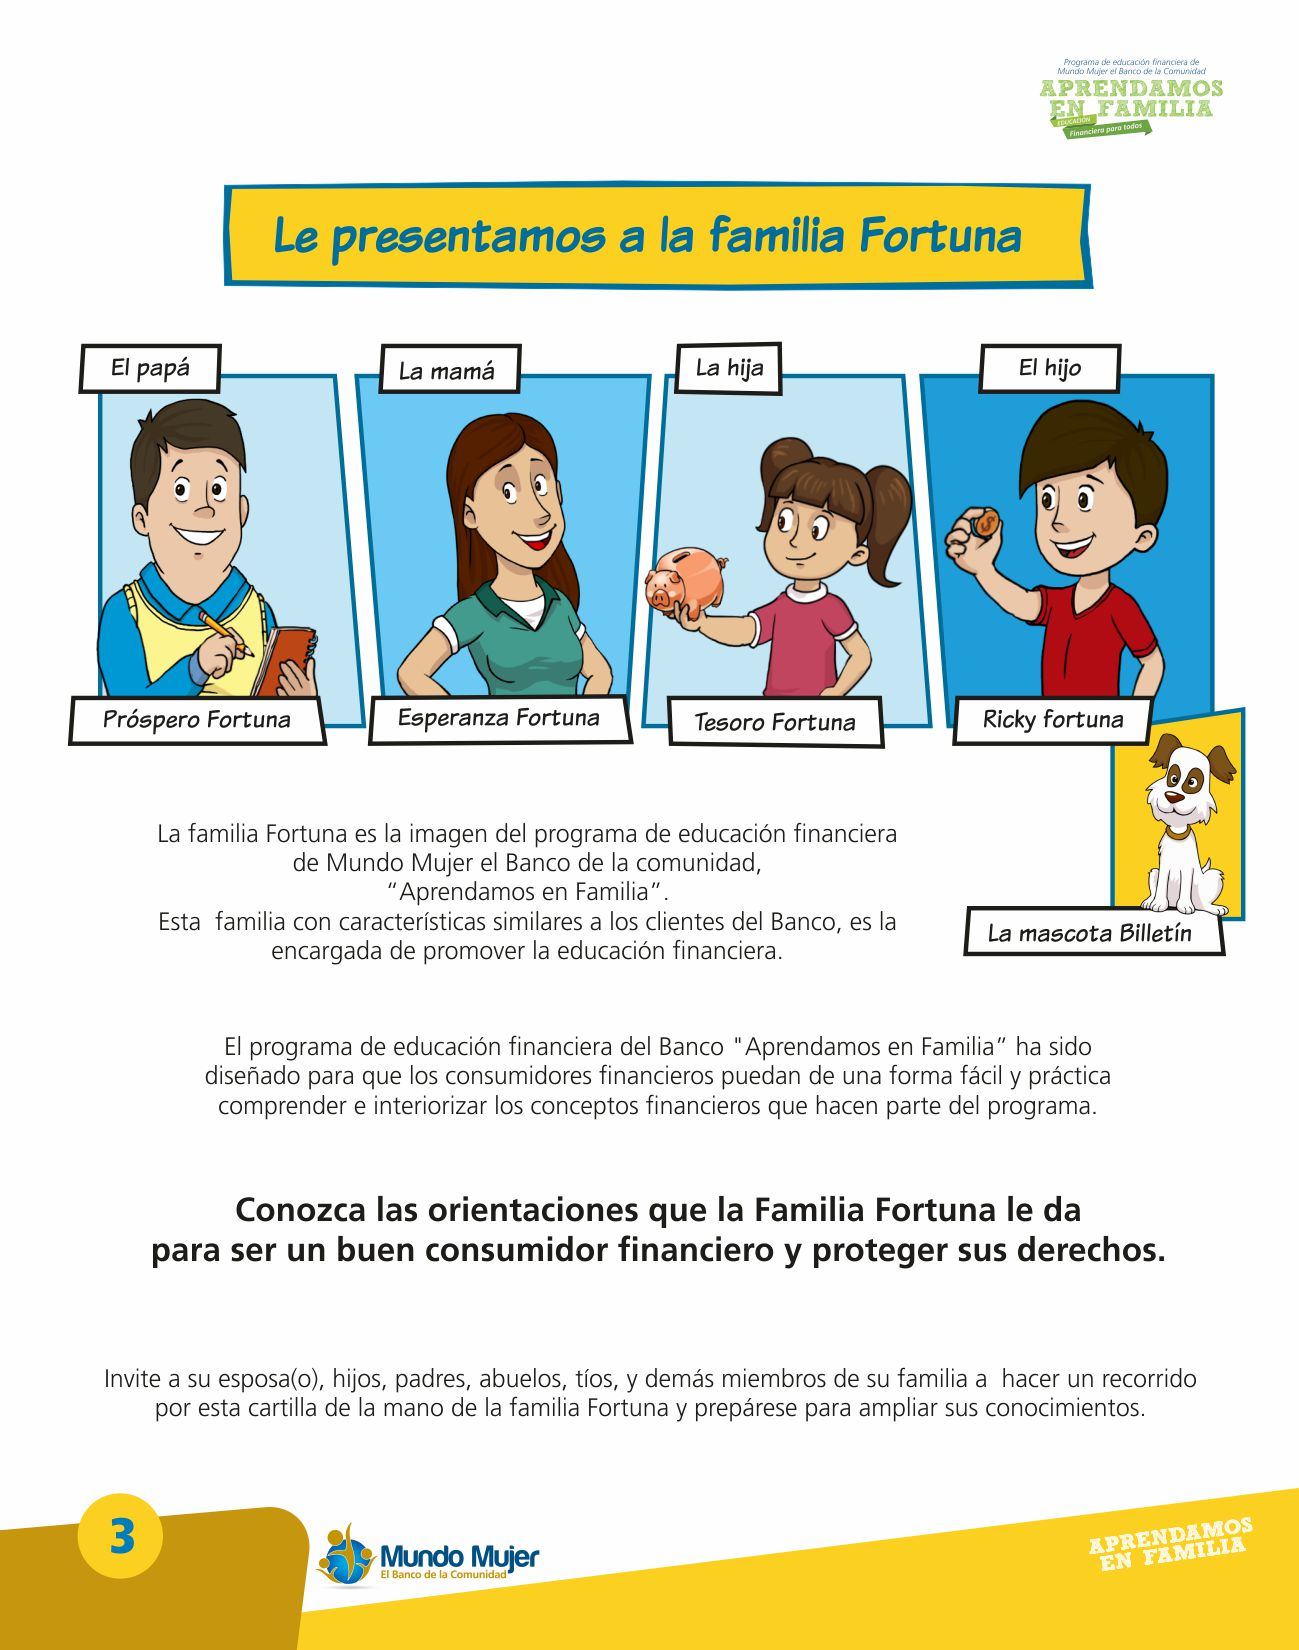 Programa de educación financiera de
Mundo Mujer el Banco de la Comunidad
APRENDAMOS
EN FAMILIA
EDUCACIÓN
Financiera para todos
Le presentamos a la familia Fortuna
El papá
La mamá
La hija
El hijo
Próspero Fortuna
Esperanza Fortuna
Tesoro Fortuna
Ricky fortuna
La mascota Billetín
La familia Fortuna es la imagen del programa de educación financiera
de Mundo Mujer el Banco de la comunidad,
“Aprendamos en Familia”.
Esta  familia con características similares a los clientes del Banco, es la
encargada de promover la educación financiera.
El programa de educación financiera del Banco "Aprendamos en Familia” ha sido
diseñado para que los consumidores financieros puedan de una forma fácil y práctica
comprender e interiorizar los conceptos financieros que hacen parte del programa.
Conozca las orientaciones que la Familia Fortuna le da
para ser un buen consumidor financiero y proteger sus derechos.
Invite a su esposa(o), hijos, padres, abuelos, tíos, y demás miembros de su familia a  hacer un recorrido
por esta cartilla de la mano de la familia Fortuna y prepárese para ampliar sus conocimientos.
3
Mundo Mujer
El Banco de la Comunidad
APRENDAMOS
EN FAMILIA